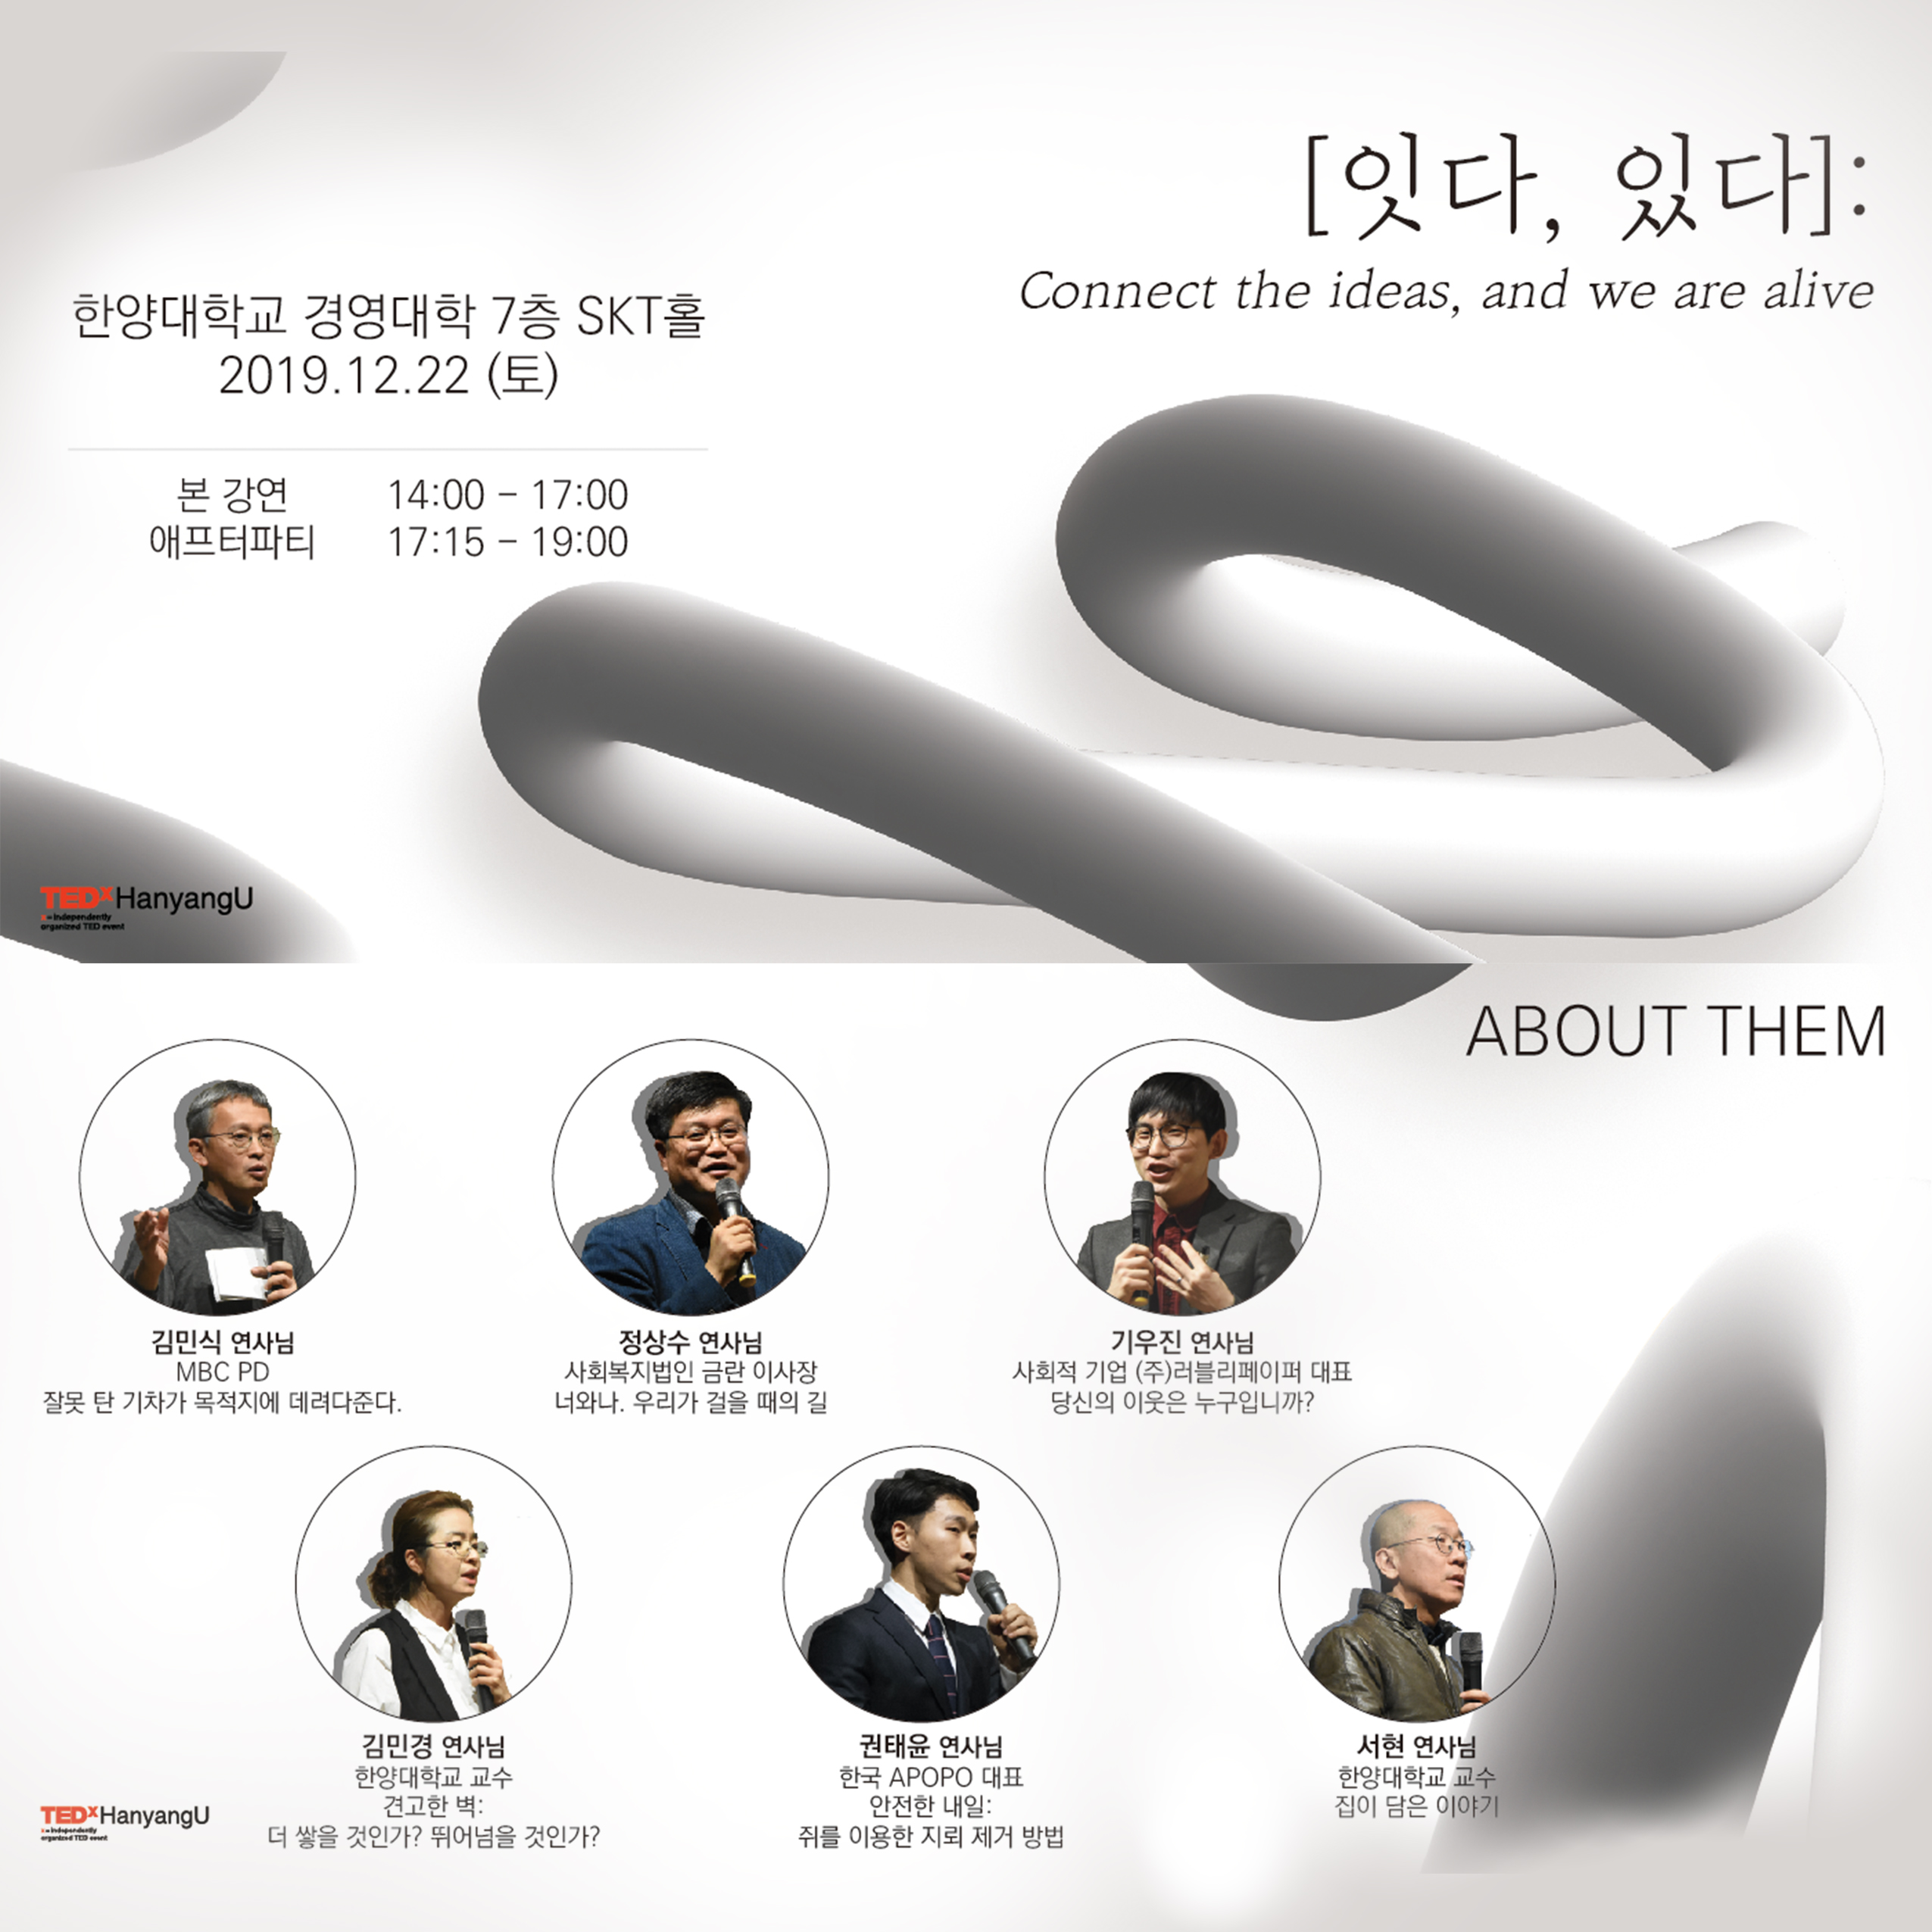 [잇다, 있다]:
Connect the ideas, and we are alive
한양대학교 경영대학 7층 SKT홀
2019.12.22 (토)
본 강연 14:00 - 17:00
애프터파티 17:15 - 19:00
TEDxHanyangU
x = independently
organized TED event
ABOUT THEM
김민식 연사님
MBC PD
잘못 탄 기차가 목적지에 데려다준다.
정상수 연사님
사회복지법인 금란 이사장
너와나. 우리가 걸을 때의 길
기우진 연사님
사회적 기업 (주)러블리페이퍼 대표
당신의 이웃은 누구입니까?
김민경 연사님
한양대학교 교수
견고한 벽:
더 쌓을 것인가? 뛰어넘을 것인가?
권태윤 연사님
한국 APOPO 대표
안전한 내일:
쥐를 이용한 지뢰 제거 방법
서현 연사님
한양대학교 교수
집이 담은 이야기
TEDxHanyangU
x = independently
organized TED event